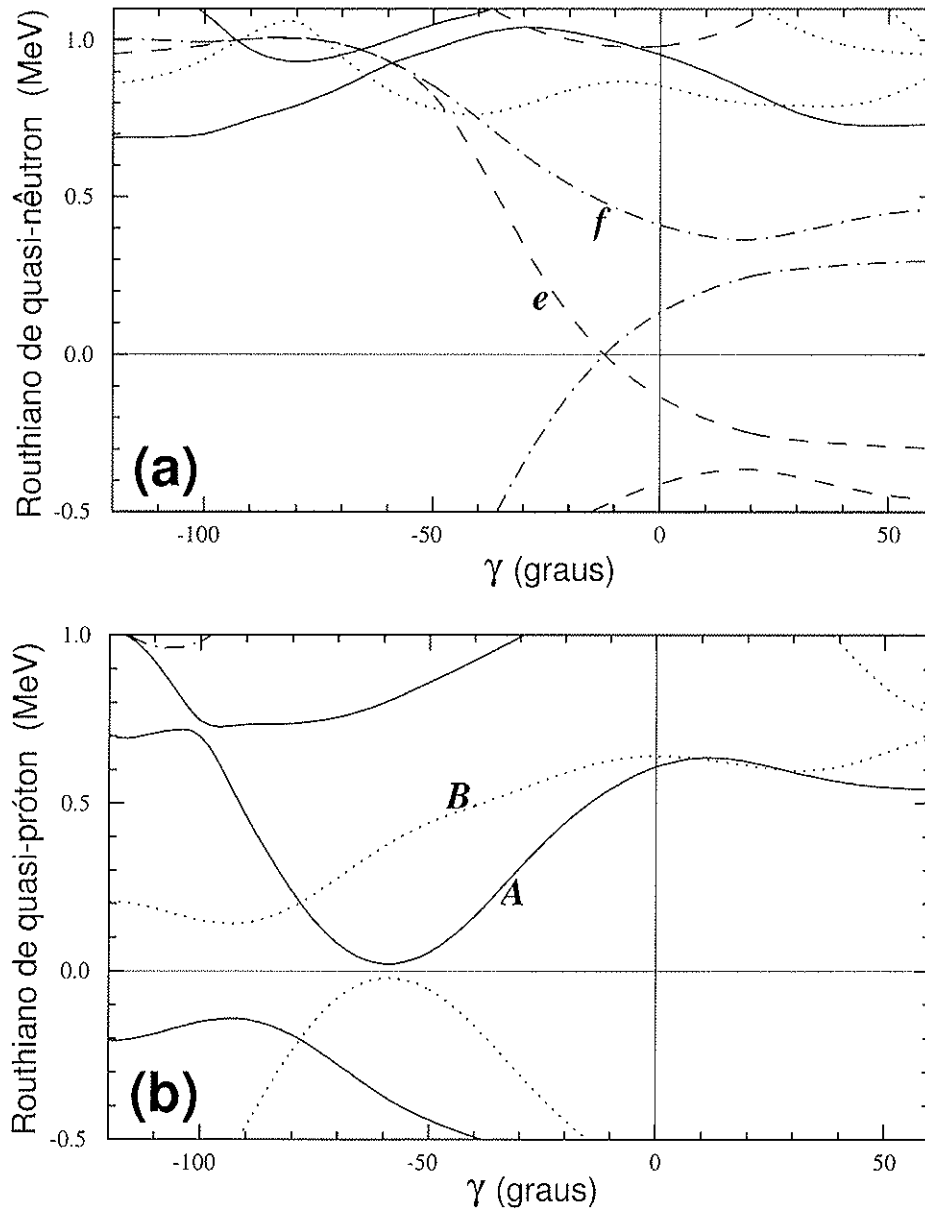 Routhiano de quasi-nêutron (MeV)
1.0
0.5
0.0
-0.5
f
e
(a)
-100
-50
0
50
γ (graus)
Routhiano de quasi-próton (MeV)
1.0
0.5
0.0
-0.5
B
A
(b)
-100
-50
0
50
γ (graus)